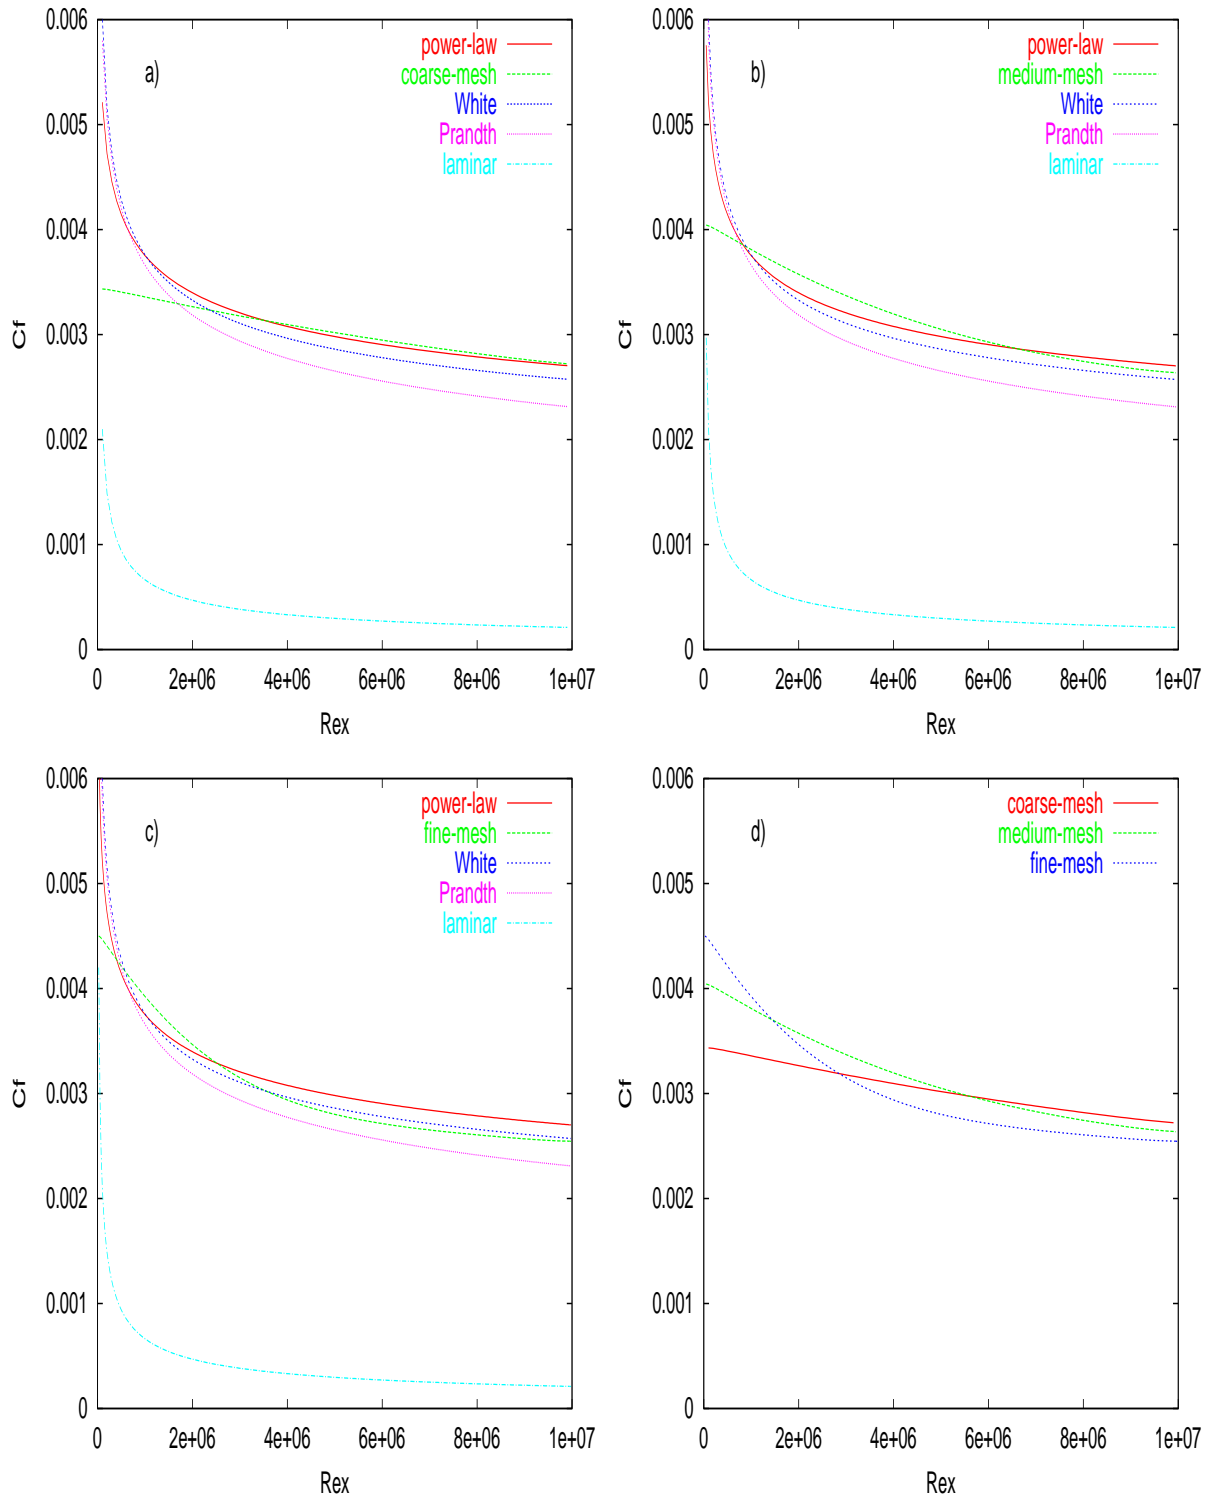 0.006
0.005
0.004
0.003
0.002
0.001
0
Cf
a)
power-law
coarse-mesh
White
Prandth
laminar
0 2e+06 4e+06 6e+06 8e+06 1e+07
Rex
0.006
0.005
0.004
0.003
0.002
0.001
0
Cf
b)
power-law
medium-mesh
White
Prandth
laminar
0 2e+06 4e+06 6e+06 8e+06 1e+07
Rex
0.006
0.005
0.004
0.003
0.002
0.001
0
Cf
c)
power-law
fine-mesh
White
Prandth
laminar
0 2e+06 4e+06 6e+06 8e+06 1e+07
Rex
0.006
0.005
0.004
0.003
0.002
0.001
0
Cf
d)
coarse-mesh
medium-mesh
fine-mesh
0 2e+06 4e+06 6e+06 8e+06 1e+07
Rex